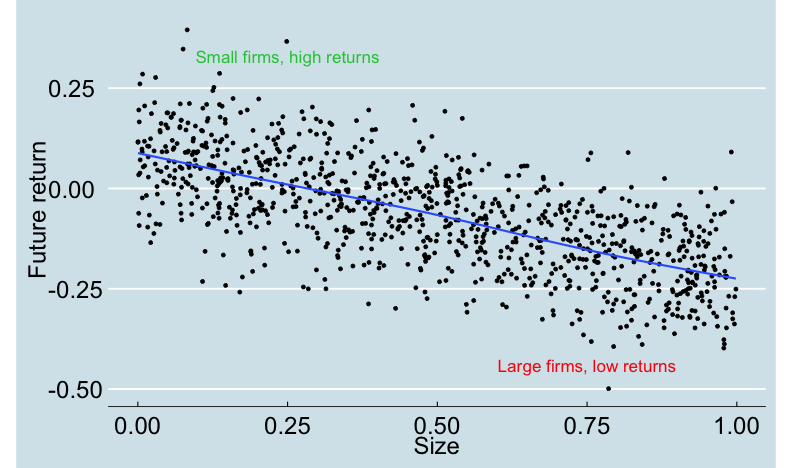 Small firms, high returns
0.25
0.00
-0.25
-0.50
Future return
Large firms, low returns
0.00 0.25 0.50 0.75 1.00
Size